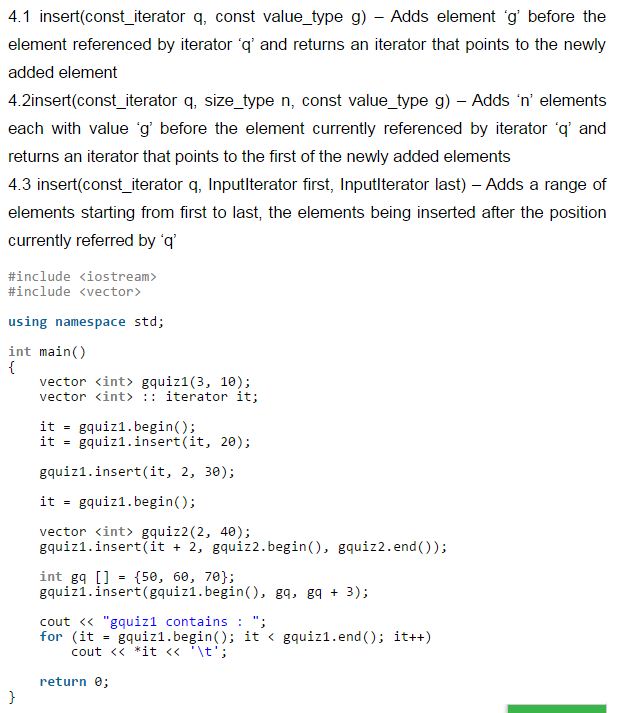 4.1 insert(const_iterator q, const value_type g) – Adds element ‘g’ before the
element referenced by iterator ‘q’ and returns an iterator that points to the newly
added element
4.2insert(const_iterator q, size_type n, const value_type g) – Adds ‘n’ elements
each with value ‘g’ before the element currently referenced by iterator ‘q’ and
returns an iterator that points to the first of the newly added elements
4.3 insert(const_iterator q, InputIterator first, InputIterator last) – Adds a range of
elements starting from first to last, the elements being inserted after the position
currently referred by ‘q’
#include <iostream>
#include <vector>
using namespace std;
int main()
{
    vector <int> gquiz1(3, 10);
    vector <int> :: iterator it;
    it = gquiz1.begin();
    it = gquiz1.insert(it, 20);
    gquiz1.insert(it, 2, 30);
    it = gquiz1.begin();
    vector <int> gquiz2(2, 40);
    gquiz1.insert(it + 2, gquiz2.begin(), gquiz2.end());
    int gq [] = {50, 60, 70};
    gquiz1.insert(gquiz1.begin(), gq, gq + 3);
    cout << "gquiz1 contains : ";
    for (it = gquiz1.begin(); it < gquiz1.end(); it++)
        cout << *it << '\t';
    return 0;
}